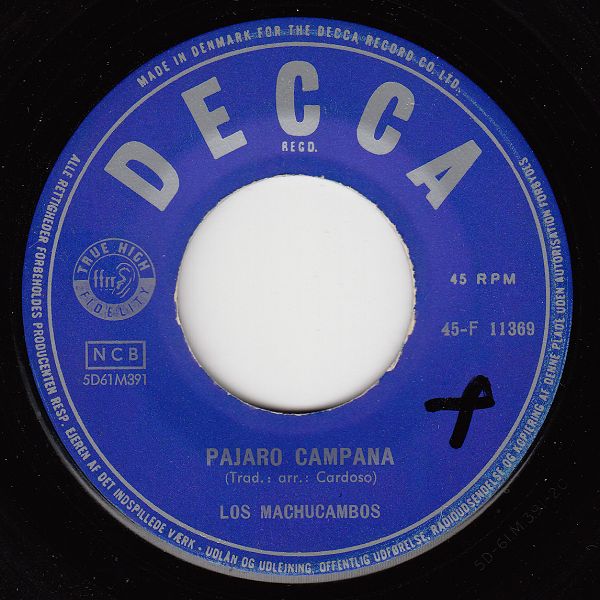 MADE IN DENMARK FOR THE DECCA RECORD CO. LTD.
DECCA
REGD.
TRUE HIGH
ffrr
FIDELITY
45 RPM
45-F 11369
NCB
5D61M391
PAJARO CAMPANA
(Trad.: arr.: Cardoso)
LOS MACHUCAMBOS
ALLE RETTIGHEDER FORBEHOLDES PRODUCENTEN RESP. EJEREN AF DET INDSPILLEDE VÆRK - UDLÅN OG UDLEJNING, OFFENTLIG UDFØRELSE, RADIOUDSENDELSE OG KOPIERING AF DENNE PLADE UDEN AUTORISATION FORBYDES